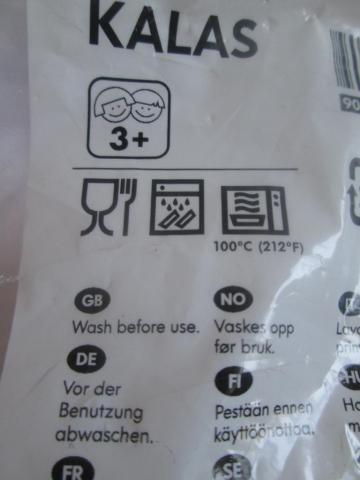 KALAS
3+
90
100°C (212°F)
GB
Wash before use.
NO
Vaskes opp
før bruk.
DE
Vor der
Benutzung
abwaschen.
FI
Pestään ennen
käyttöönottoa.
FR
SE